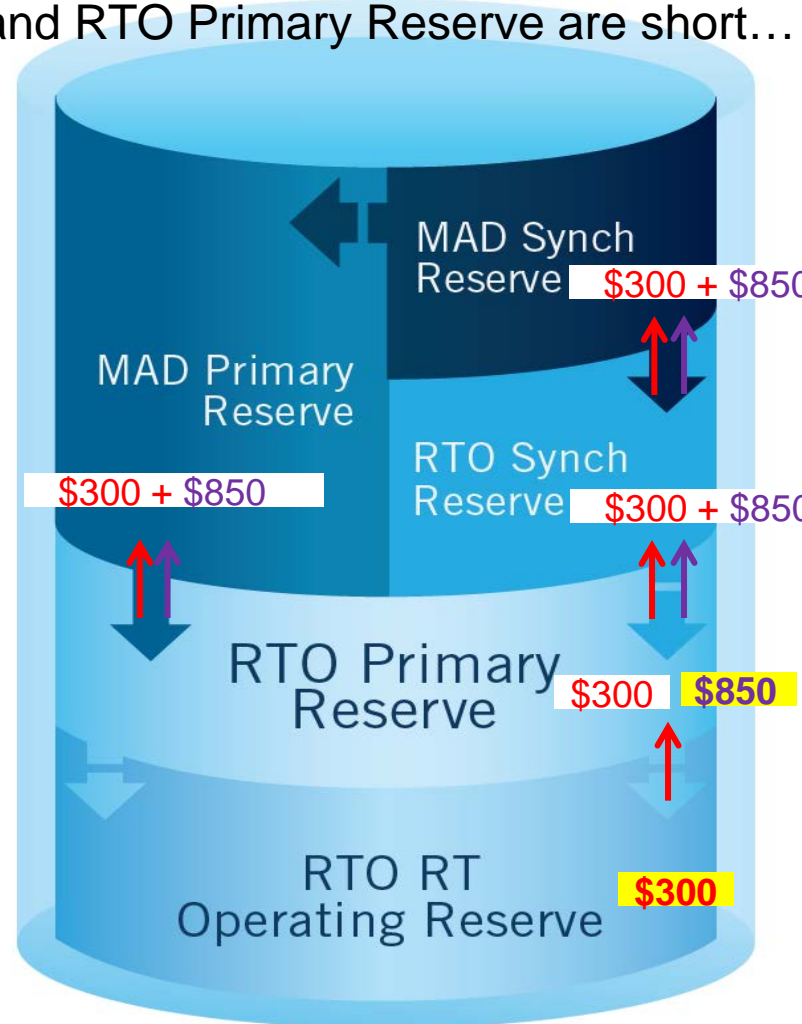 and RTO Primary Reserve are short…
MAD Synch
Reserve
$300 + $850
MAD Primary
Reserve
RTO Synch
Reserve
$300 + $850
$300 + $850
RTO Primary
Reserve
$300 $850
RTO RT
Operating Reserve
$300